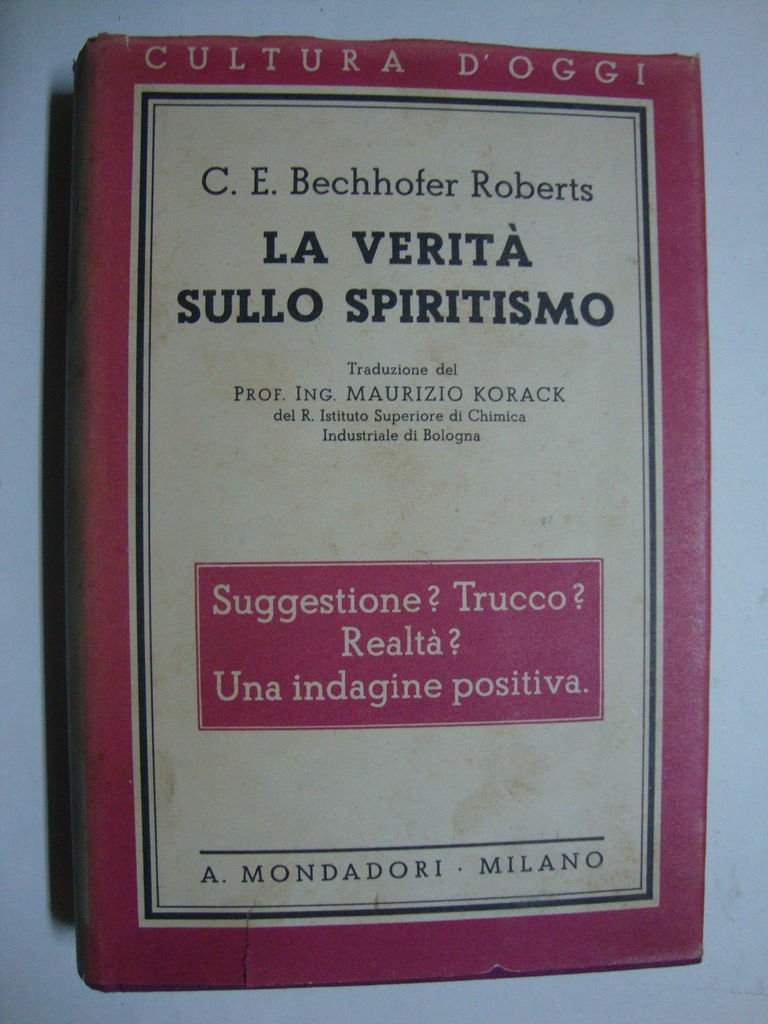 CULTURA D'OGGI
C. E. Bechhofer Roberts
LA VERITÀ
SULLO SPIRITISMO
Traduzione del
PROF. ING. MAURIZIO KORACK
del R. Istituto Superiore di Chimica
Industriale di Bologna
Suggestione? Trucco?
Realtà?
Una indagine positiva.
A. MONDADORI · MILANO